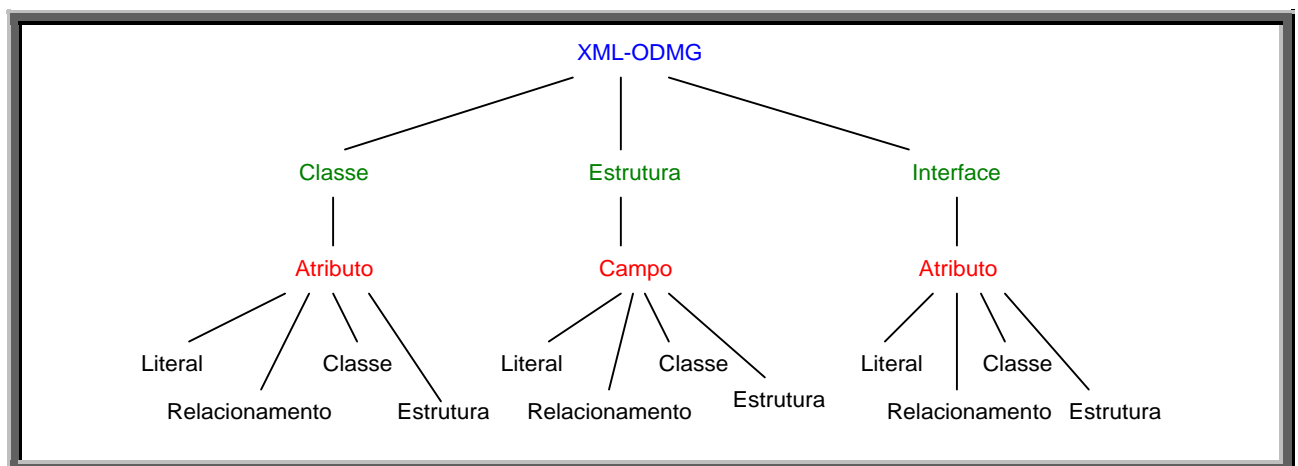 XML-ODMG
Classe Estrutura Interface
Atributo Campo Atributo
Literal Classe Literal Classe Literal Classe
Relacionamento Estrutura Relacionamento Estrutura Relacionamento Estrutura